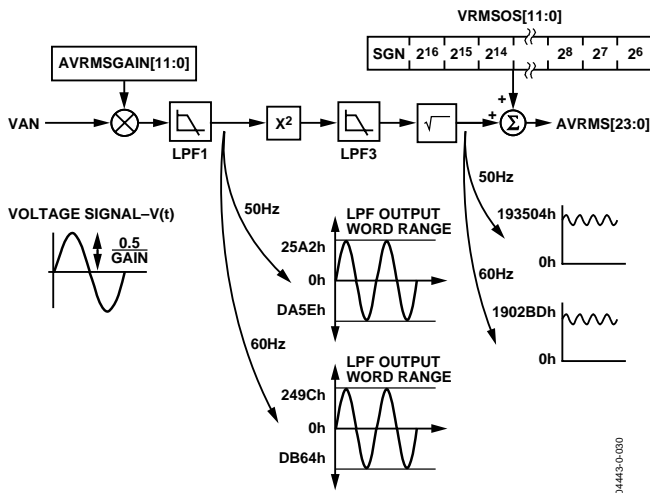 VRMSOS[11:0]
AVRMSGAIN[11:0]
SGN 2¹⁶ 2¹⁵ 2¹⁴ 2⁸ 2⁷ 2⁶
VAN
LPF1
X²
LPF3
√
+
+
Σ
AVRMS[23:0]
VOLTAGE SIGNAL–V(t)
0.5
GAIN
50Hz
60Hz
LPF OUTPUT
WORD RANGE
25A2h
0h
DA5Eh
LPF OUTPUT
WORD RANGE
249Ch
0h
DB64h
50Hz
193504h
0h
60Hz
1902BDh
0h
04443-0-030